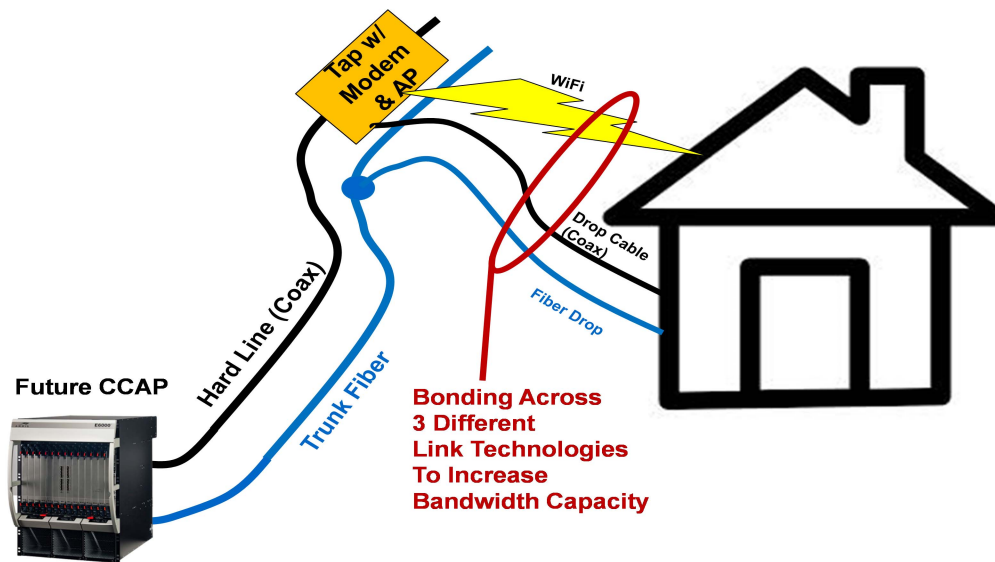 Tap w/
Modem
& AP
WiFi
Drop Cable
(Coax)
Fiber Drop
Hard Line (Coax)
Trunk Fiber
Future CCAP
E6000
Bonding Across
3 Different
Link Technologies
To Increase
Bandwidth Capacity